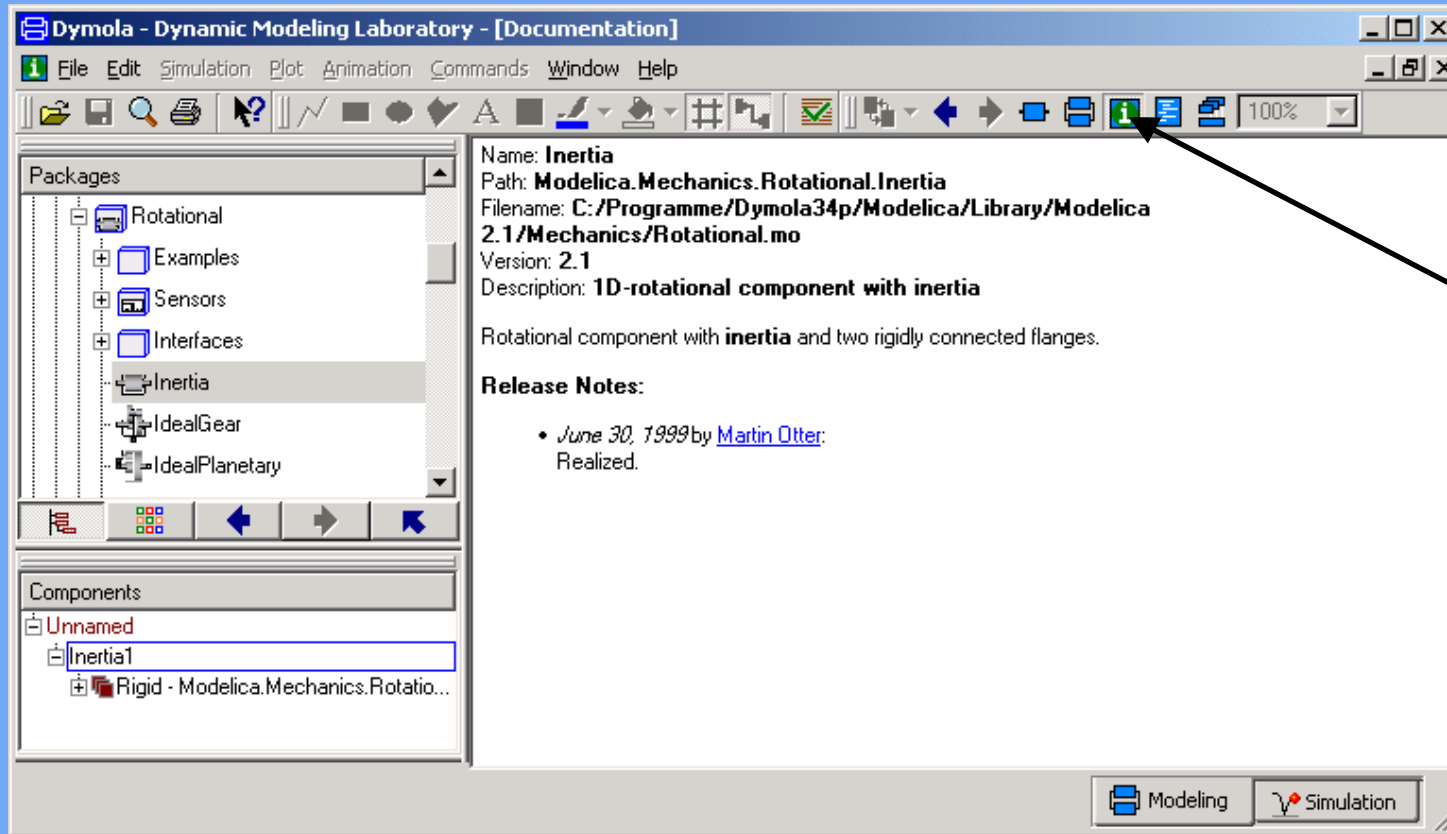 Dymola - Dynamic Modeling Laboratory - [Documentation]
File Edit Simulation Plot Animation Commands Window Help
100%
Packages
Rotational
Examples
Sensors
Interfaces
Inertia
IdealGear
IdealPlanetary
Components
Unnamed
Inertia1
Rigid - Modelica.Mechanics.Rotatio...
Name: Inertia
Path: Modelica.Mechanics.Rotational.Inertia
Filename: C:/Programme/Dymola34p/Modelica/Library/Modelica
2.1/Mechanics/Rotational.mo
Version: 2.1
Description: 1D-rotational component with inertia
Rotational component with inertia and two rigidly connected flanges.
Release Notes:
• June 30, 1999 by Martin Otter:
Realized.
Modeling Simulation